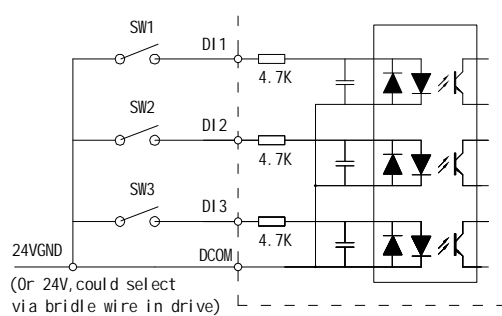 SW1
DI1
4.7K
SW2
DI2
4.7K
SW3
DI3
4.7K
24VGND
DCOM
(Or 24V,could select
via bridle wire in drive)